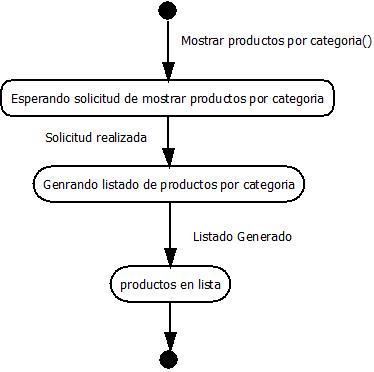 Mostrar productos por categoria()
Esperando solicitud de mostrar productos por categoria
Solicitud realizada
Genrando listado de productos por categoria
Listado Generado
productos en lista